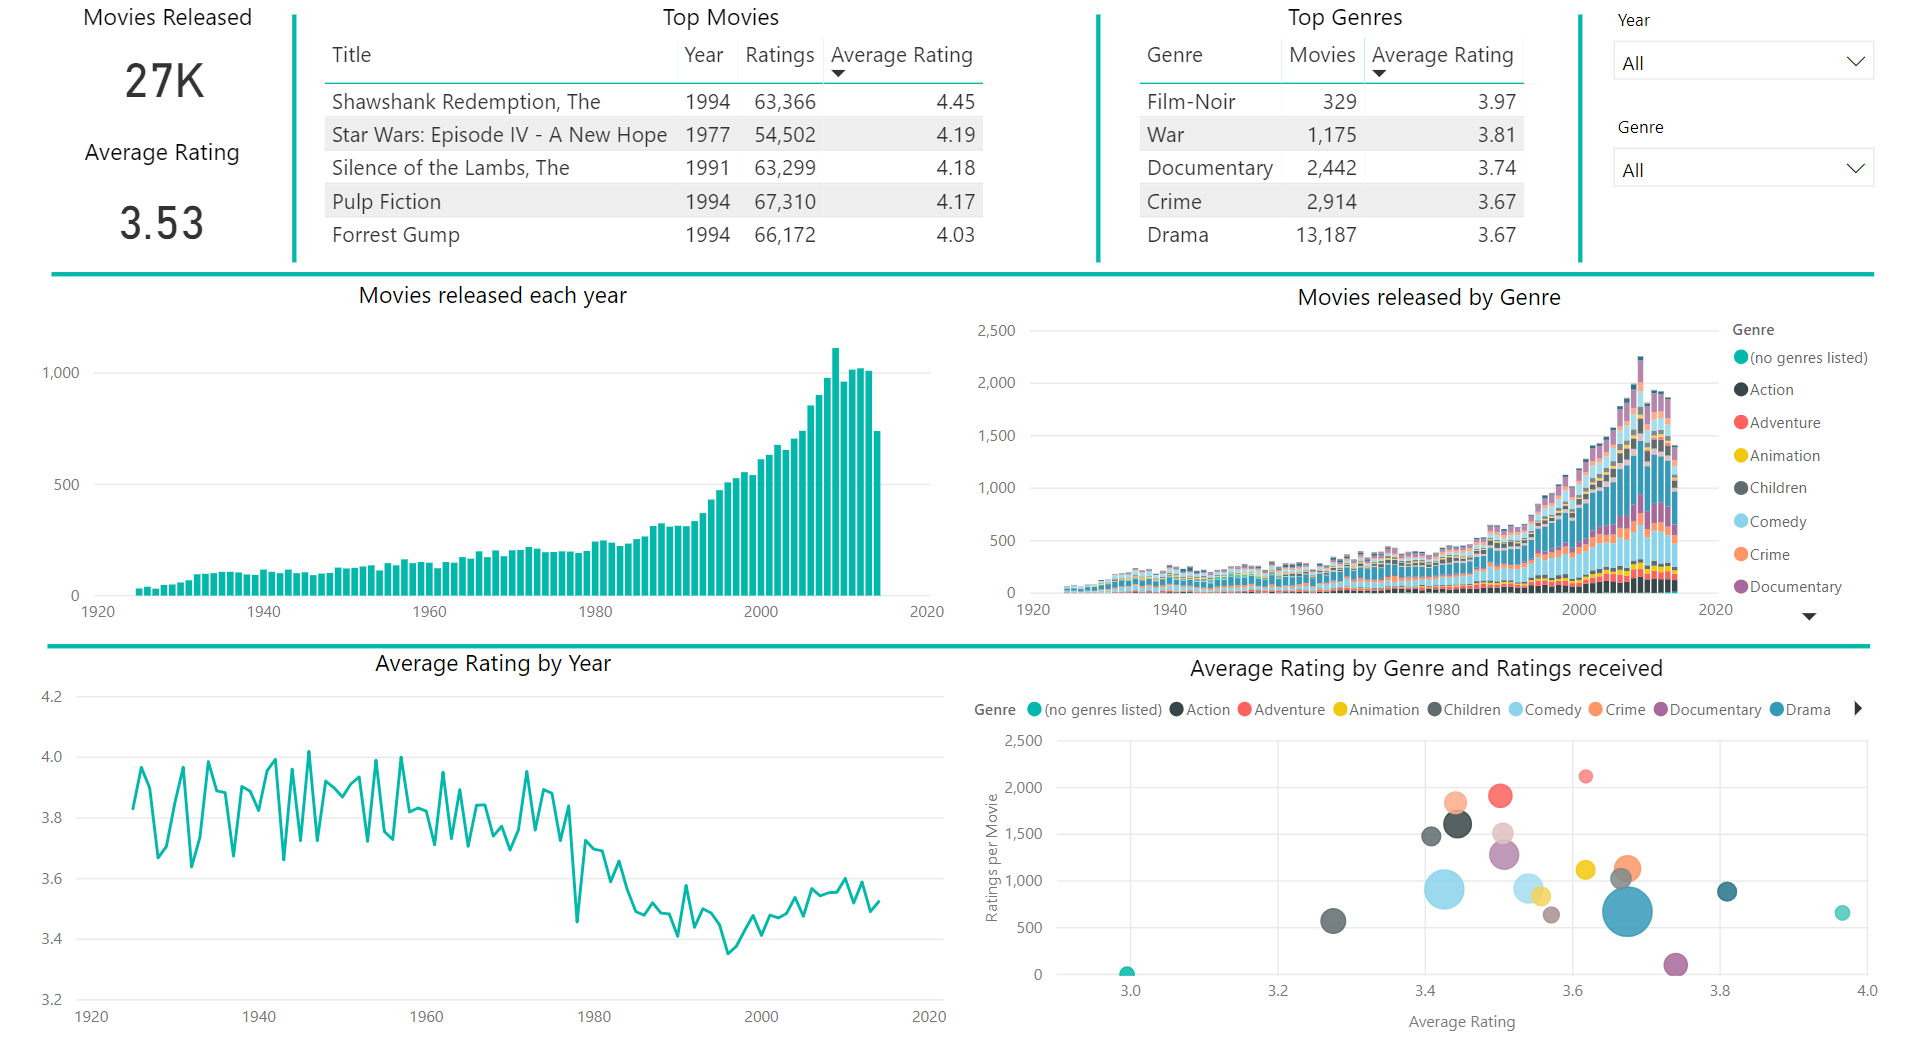 Movies Released
27K
Average Rating
3.53
Top Movies
Title Year Ratings Average Rating
Shawshank Redemption, The 1994 63,366 4.45
Star Wars: Episode IV - A New Hope 1977 54,502 4.19
Silence of the Lambs, The 1991 63,299 4.18
Pulp Fiction 1994 67,310 4.17
Forrest Gump 1994 66,172 4.03
Top Genres
Genre Movies Average Rating
Film-Noir 329 3.97
War 1,175 3.81
Documentary 2,442 3.74
Crime 2,914 3.67
Drama 13,187 3.67
Year
All
Genre
All
Movies released each year
1,000
500
0
1920 1940 1960 1980 2000 2020
Movies released by Genre
2,500
2,000
1,500
1,000
500
0
1920 1940 1960 1980 2000 2020
Genre
(no genres listed)
Action
Adventure
Animation
Children
Comedy
Crime
Documentary
Average Rating by Year
4.2
4.0
3.8
3.6
3.4
3.2
1920 1940 1960 1980 2000 2020
Average Rating by Genre and Ratings received
Genre (no genres listed) Action Adventure Animation Children Comedy Crime Documentary Drama
Ratings per Movie
2,500
2,000
1,500
1,000
500
0
3.0 3.2 3.4 3.6 3.8 4.0
Average Rating